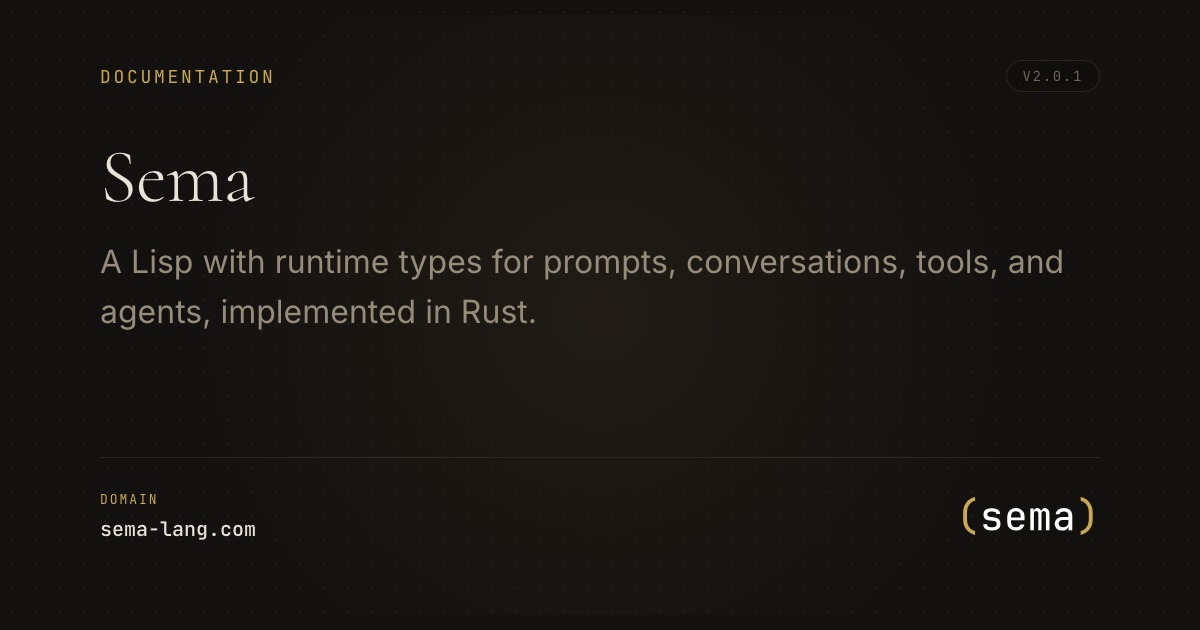 DOCUMENTATION
V2.0.1
Sema
A Lisp with runtime types for prompts, conversations, tools, and
agents, implemented in Rust.
DOMAIN
sema-lang.com
(sema)